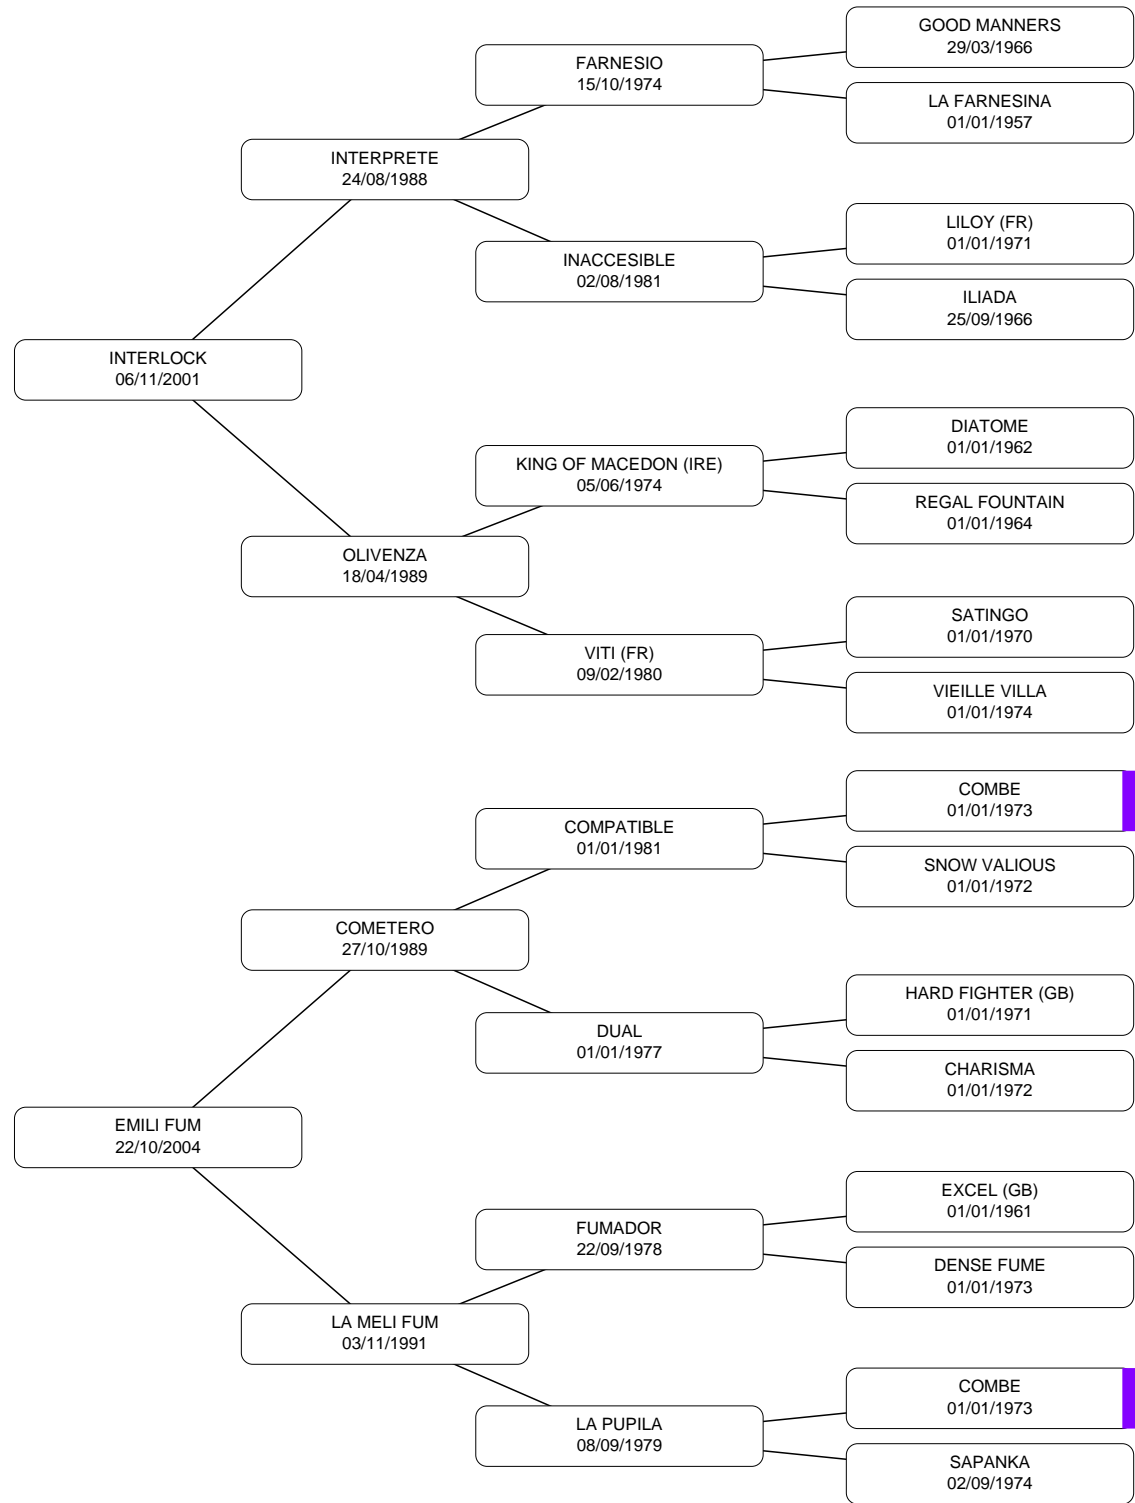 GOOD MANNERS
29/03/1966
FARNESIO
15/10/1974
LA FARNESINA
01/01/1957
INTERPRETE
24/08/1988
LILOY (FR)
01/01/1971
INACCESIBLE
02/08/1981
ILIADA
25/09/1966
INTERLOCK
06/11/2001
DIATOME
01/01/1962
KING OF MACEDON (IRE)
05/06/1974
REGAL FOUNTAIN
01/01/1964
OLIVENZA
18/04/1989
SATINGO
01/01/1970
VITI (FR)
09/02/1980
VIEILLE VILLA
01/01/1974
COMBE
01/01/1973
COMPATIBLE
01/01/1981
SNOW VALIOUS
01/01/1972
COMETERO
27/10/1989
HARD FIGHTER (GB)
01/01/1971
DUAL
01/01/1977
CHARISMA
01/01/1972
EMILI FUM
22/10/2004
EXCEL (GB)
01/01/1961
FUMADOR
22/09/1978
DENSE FUME
01/01/1973
LA MELI FUM
03/11/1991
COMBE
01/01/1973
LA PUPILA
08/09/1979
SAPANKA
02/09/1974